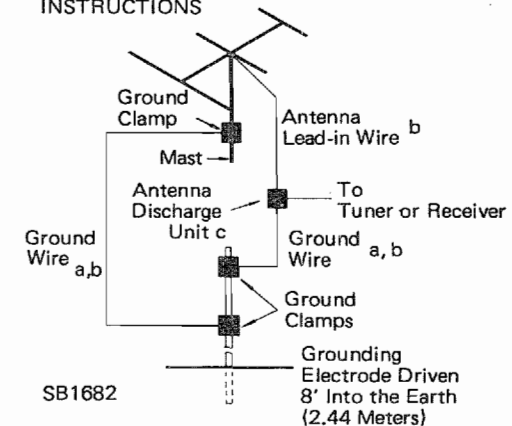 INSTRUCTIONS
Ground
Clamp
Antenna
Lead-in Wire b
Mast
Antenna
Discharge
Unit c
To
Tuner or Receiver
Ground
Wire a,b
Ground
Wire a, b
Ground
Clamps
Grounding
Electrode Driven
8' Into the Earth
(2.44 Meters)
SB1682